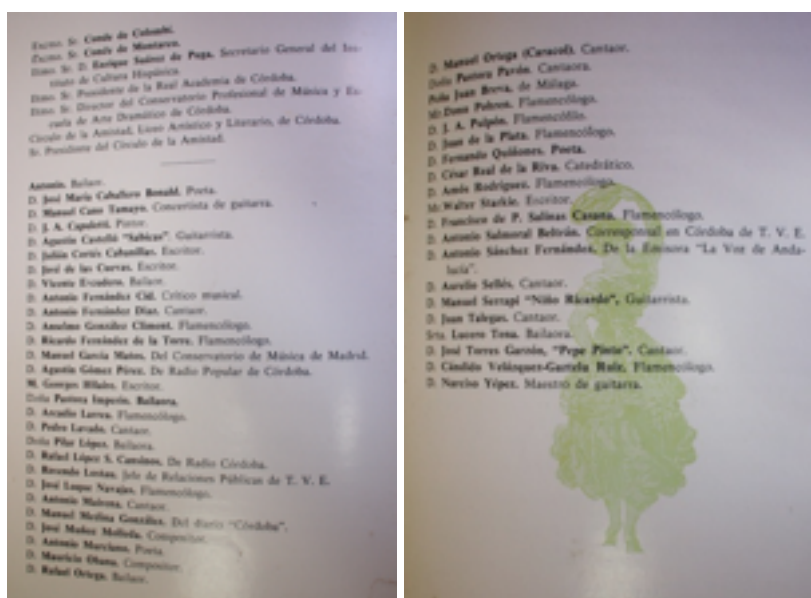 Excmo. Sr. Conde de Colombí.
Excmo. Sr. Conde de Montarco.
Iltmo. Sr. D. Enrique Suárez de Puga, Secretario General del Ins-
tituto de Cultura Hispánica.
Iltmo. Sr. Presidente de la Real Academia de Córdoba.
Iltmo. Sr. Director del Conservatorio Profesional de Música y Es-
cuela de Arte Dramático de Córdoba.
Círculo de la Amistad, Liceo Artístico y Literario, de Córdoba.
Sr. Presidente del Círculo de la Amistad.
Antonio. Bailaor.
D. José María Caballero Bonald. Poeta.
D. Manuel Cano Tamayo. Concertista de guitarra.
D. J. A. Capuletti. Pintor.
D. Agustín Castelló "Sabicas". Guitarrista.
D. Julián Cortés Cabanillas. Escritor.
D. José de las Cuevas. Escritor.
D. Vicente Escudero. Bailaor.
D. Antonio Fernández Cid. Crítico musical.
D. Antonio Fernández Díaz. Cantaor.
D. Anselmo González Climent. Flamencólogo.
D. Ricardo Fernández de la Torre. Flamencólogo.
D. Manuel García Matos. Del Conservatorio de Música de Madrid.
D. Agustín Gómez Pérez. De Radio Popular de Córdoba.
M. Georges Hilaire. Escritor.
Doña Pastora Imperio. Bailaora.
D. Arcadio Larrea. Flamencólogo.
D. Pedro Lavado. Cantaor.
Doña Pilar López. Bailaora.
D. Rafael López S. Cansinos. De Radio Córdoba.
D. Jefe de Relaciones Públicas de T. V. E.
D. José Luque Navajas. Flamencólogo.
D. Antonio Mairena. Cantaor.
D. Manuel Medina González. Del diario "Córdoba".
D. José Muñoz Molleda. Compositor.
D. Antonio Murciano. Poeta.
D. Mauricio Ohana. Compositor.
D. Rafael Ortega. Bailaor.
D. Manuel Ortega (Caracol). Cantaor.
Doña Pastora Pavón. Cantaora.
Peña Juan Breva, de Málaga.
Mr. Donn Pohren. Flamencólogo.
D. J. A. Pulpón. Flamencófilo.
D. Juan de la Plata. Flamencólogo.
D. Fernando Quiñones. Poeta.
D. César Real de la Riva. Catedrático.
D. Amós Rodríguez. Flamencólogo.
Mr. Walter Starkie. Escritor.
D. Francisco de P. Salinas Casana. Flamencólogo.
D. Antonio Salmoral Beltrán. Corresponsal en Córdoba de T. V. E.
D. Antonio Sánchez Fernández. De la Emisora "La Voz de Anda-
lucía".
D. Aurelio Sellés. Cantaor.
D. Manuel Serrapí "Niño Ricardo". Guitarrista.
D. Juan Talegas. Cantaor.
Srta. Lucero Tena. Bailaora.
D. José Torres Garzón, "Pepe Pinto". Cantaor.
D. Cándido Velázquez-Gaztelu Ruiz. Flamencólogo.
D. Narciso Yépez. Maestro de guitarra.